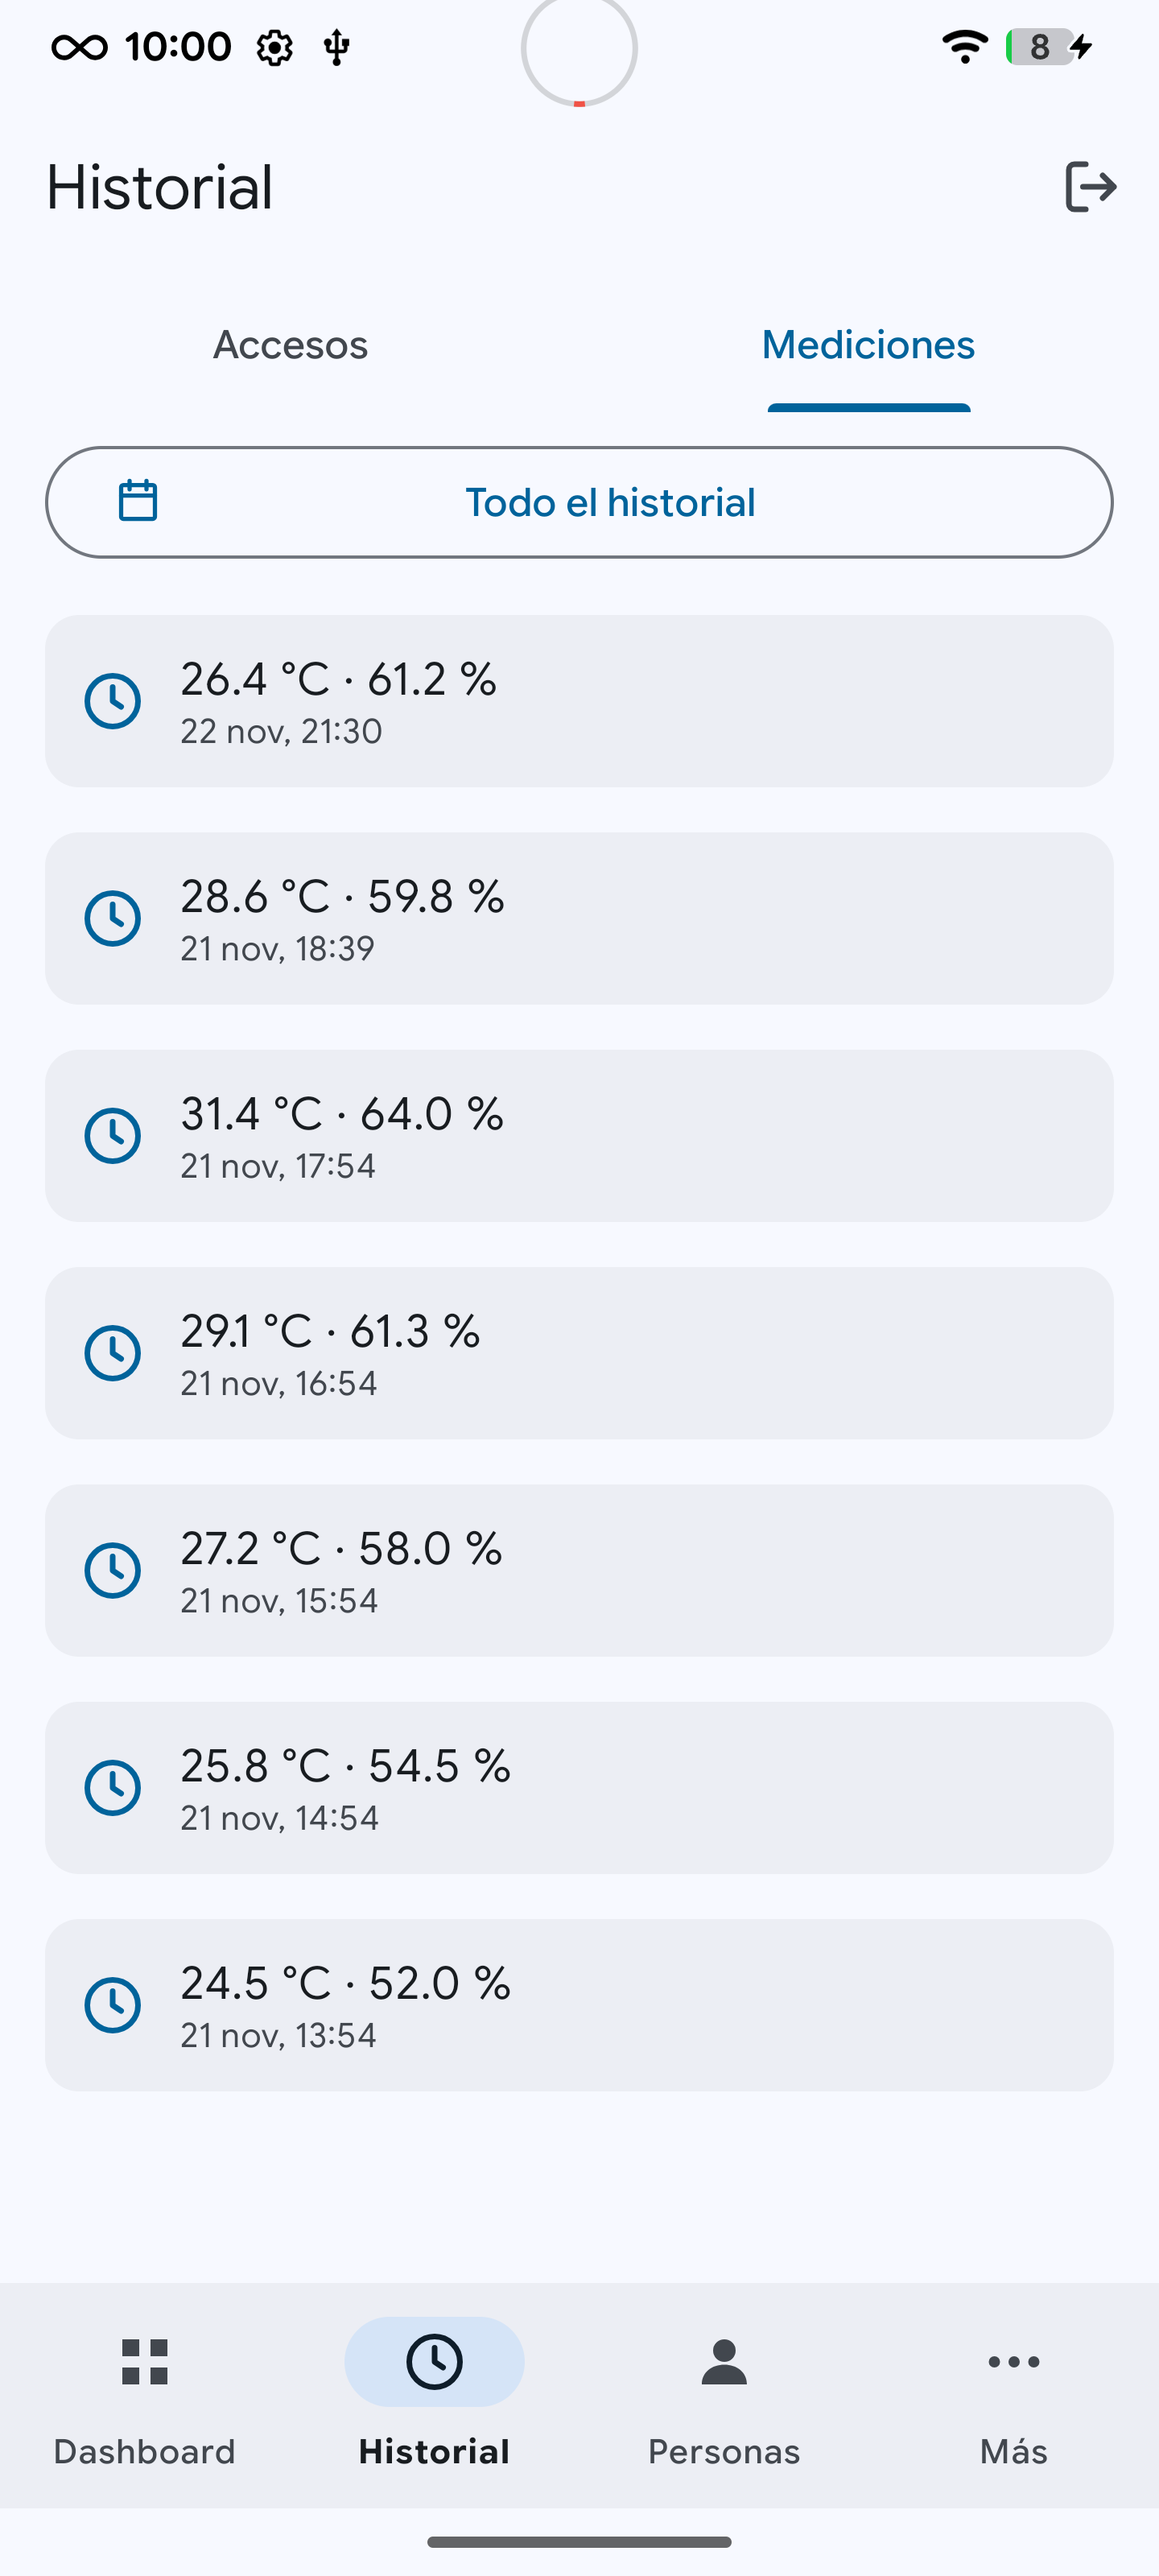 10:00
8
Historial
Accesos
Mediciones
Todo el historial
26.4 °C · 61.2 %
22 nov, 21:30
28.6 °C · 59.8 %
21 nov, 18:39
31.4 °C · 64.0 %
21 nov, 17:54
29.1 °C · 61.3 %
21 nov, 16:54
27.2 °C · 58.0 %
21 nov, 15:54
25.8 °C · 54.5 %
21 nov, 14:54
24.5 °C · 52.0 %
21 nov, 13:54
Dashboard
Historial
Personas
Más